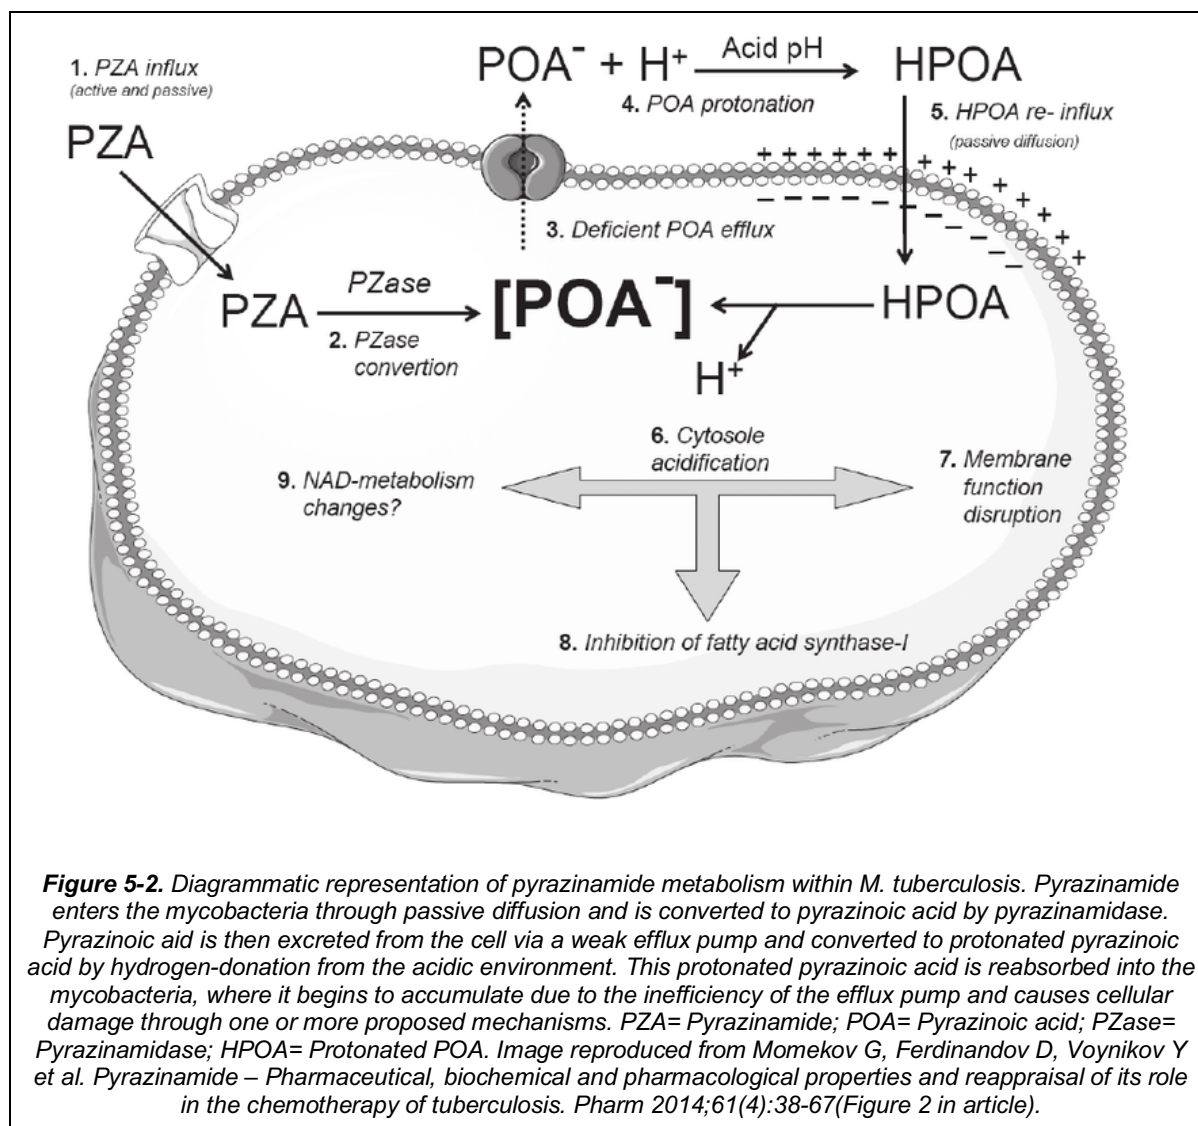 1. PZA influx
(active and passive)
PZA
POA⁻ + H⁺
Acid pH
HPOA
4. POA protonation
5. HPOA re- influx
(passive diffusion)
+ + + + + + + + + + + + + +
_ _ _ _ _ _ _ _ _ _ _ _
3. Deficient POA efflux
PZA
PZase
2. PZase
convertion
[POA⁻]
HPOA
H⁺
6. Cytosole
acidification
9. NAD-metabolism
changes?
7. Membrane
function
disruption
8. Inhibition of fatty acid synthase-I
Figure 5-2. Diagrammatic representation of pyrazinamide metabolism within M. tuberculosis. Pyrazinamide
enters the mycobacteria through passive diffusion and is converted to pyrazinoic acid by pyrazinamidase.
Pyrazinoic aid is then excreted from the cell via a weak efflux pump and converted to protonated pyrazinoic
acid by hydrogen-donation from the acidic environment. This protonated pyrazinoic acid is reabsorbed into the
mycobacteria, where it begins to accumulate due to the inefficiency of the efflux pump and causes cellular
damage through one or more proposed mechanisms. PZA= Pyrazinamide; POA= Pyrazinoic acid; PZase=
Pyrazinamidase; HPOA= Protonated POA. Image reproduced from Momekov G, Ferdinandov D, Voynikov Y
et al. Pyrazinamide – Pharmaceutical, biochemical and pharmacological properties and reappraisal of its role
in the chemotherapy of tuberculosis. Pharm 2014;61(4):38-67(Figure 2 in article).